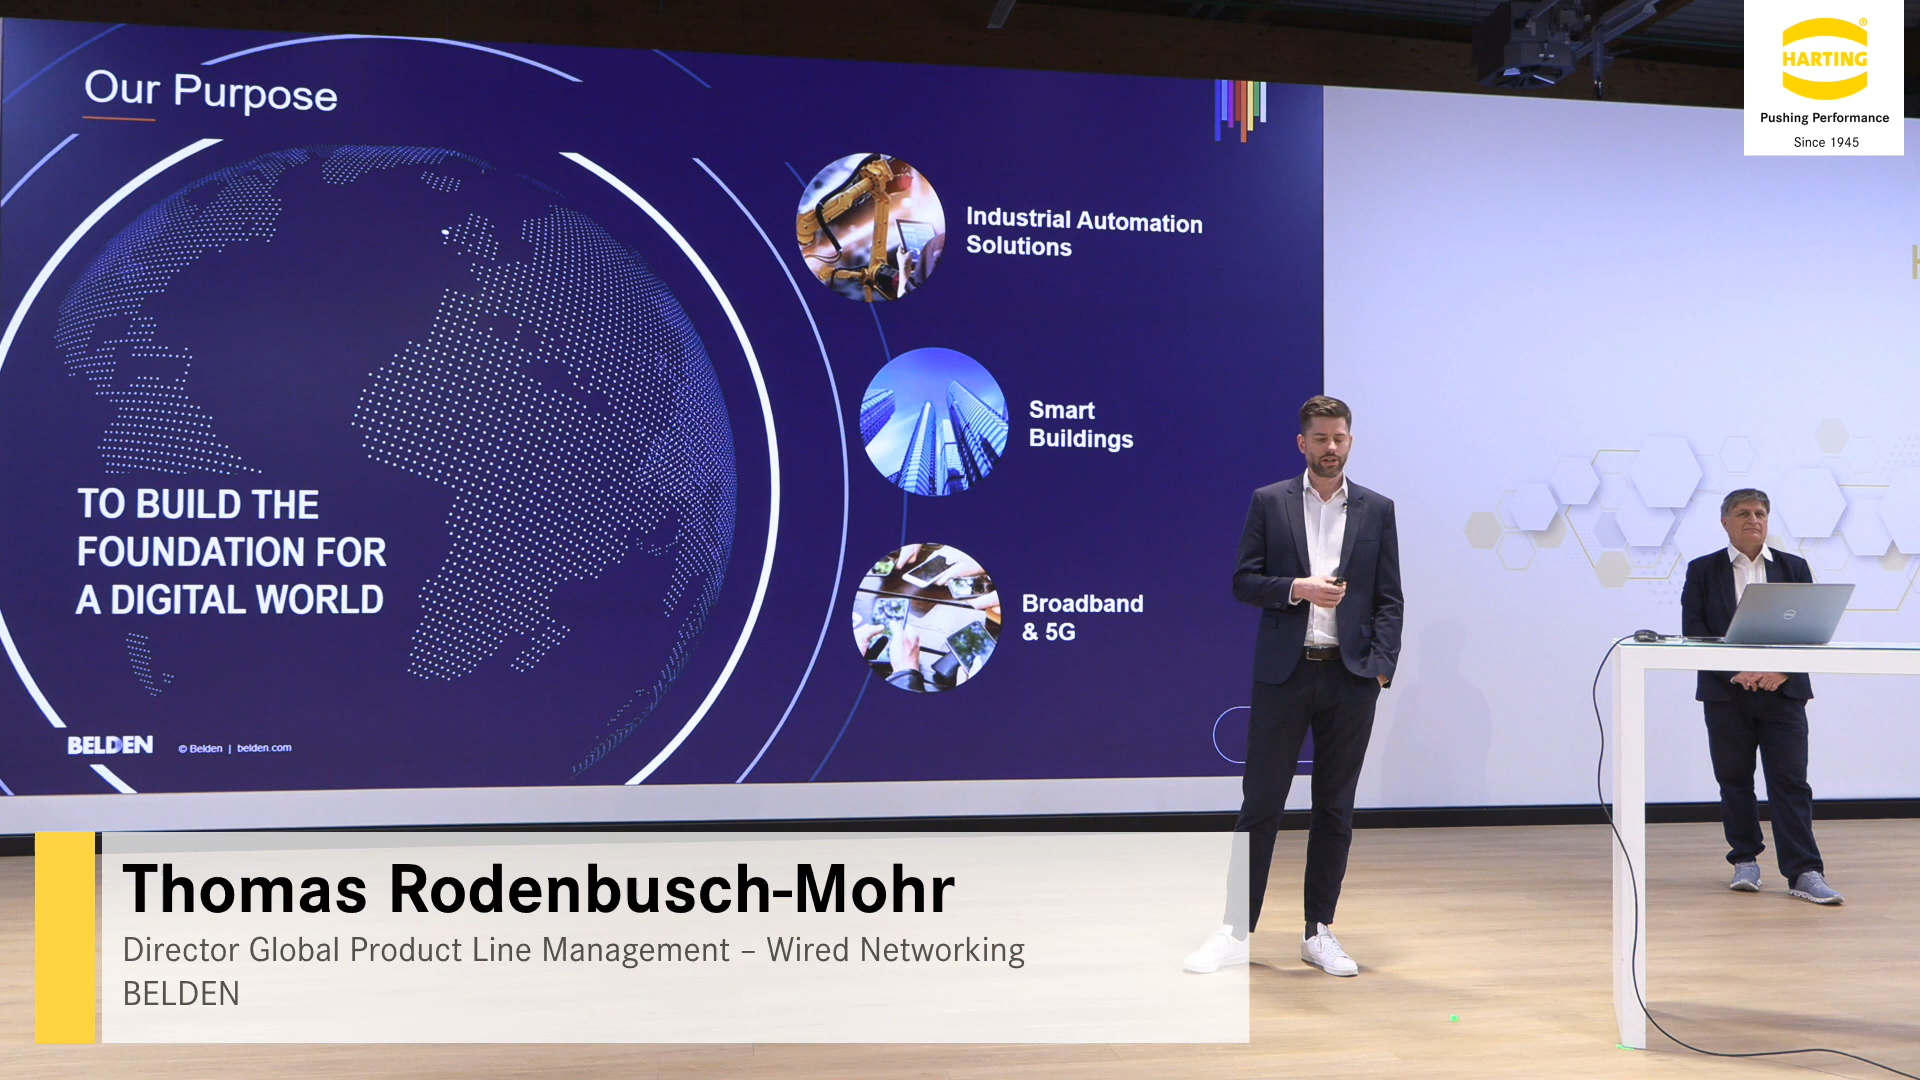 Our Purpose
Industrial Automation
Solutions
Smart
Buildings
Broadband
& 5G
TO BUILD THE
FOUNDATION FOR
A DIGITAL WORLD
BELDEN © Belden | belden.com
HARTING®
Pushing Performance
Since 1945
DELL
Thomas Rodenbusch-Mohr
Director Global Product Line Management – Wired Networking
BELDEN